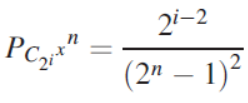 P_{C_{2^i}x}^n = \frac{2^{i-2}}{(2^n - 1)^2}